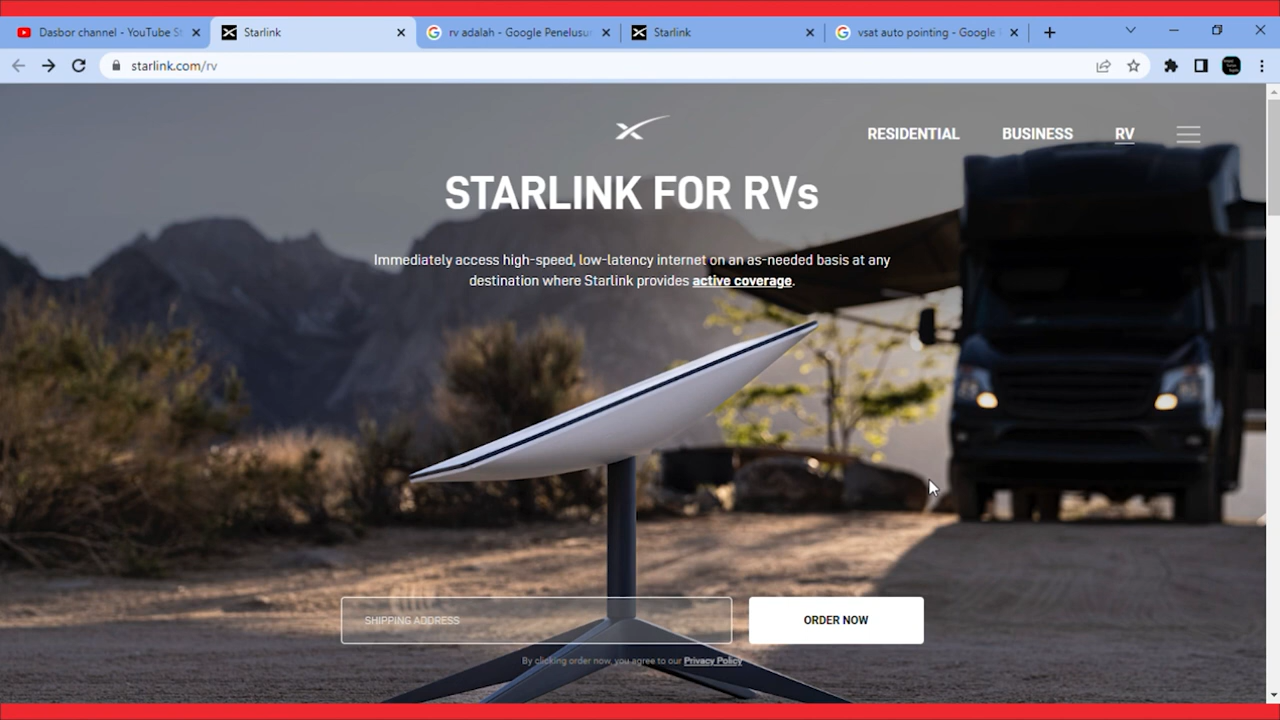 Dasbor channel - YouTube St
Starlink
rv adalah - Google Penelusu
Starlink
vsat auto pointing - Google
starlink.com/rv
RESIDENTIAL
BUSINESS
RV
STARLINK FOR RVs
Immediately access high-speed, low-latency internet on an as-needed basis at any
destination where Starlink provides active coverage.
SHIPPING ADDRESS
ORDER NOW
By clicking order now, you agree to our Privacy Policy